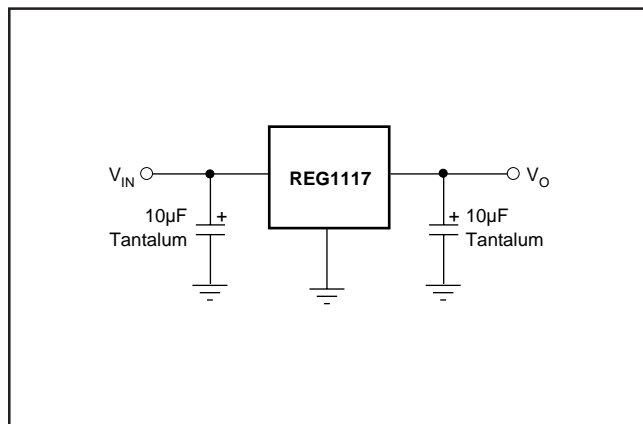 V_IN
REG1117
V_O
10µF
Tantalum
+
+
10µF
Tantalum